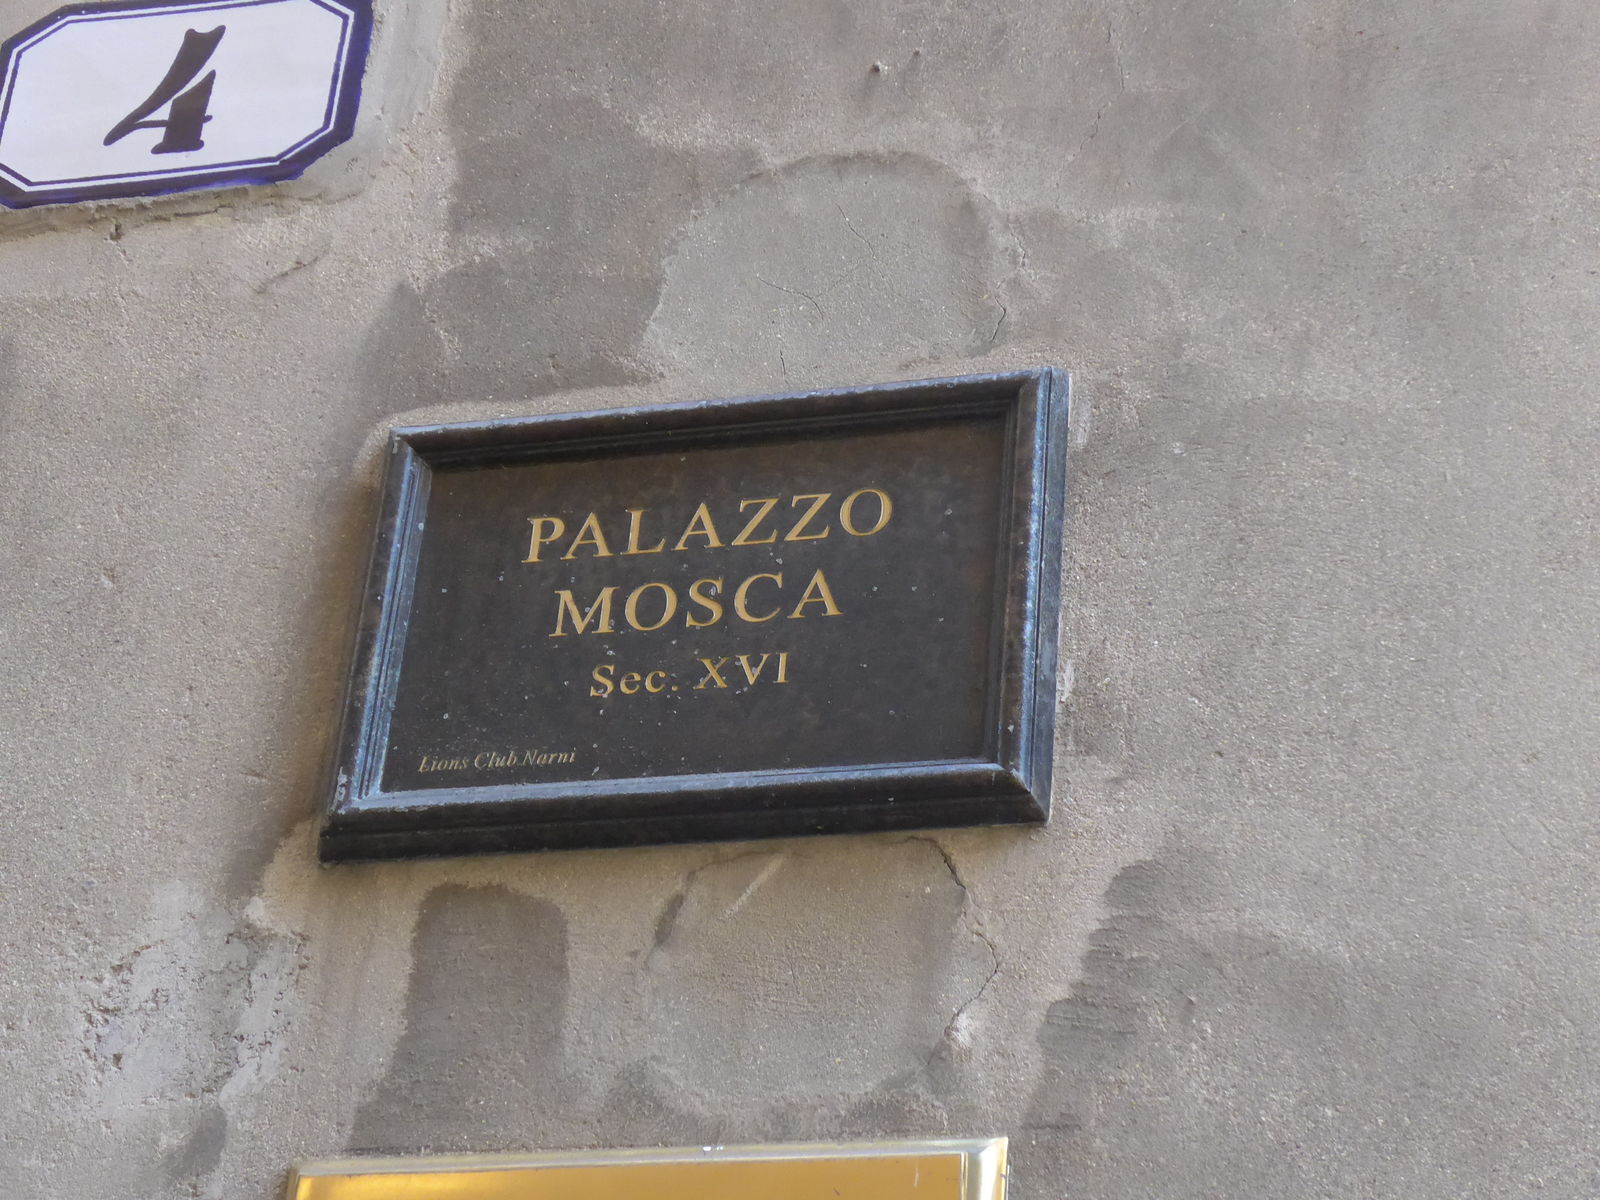 4
PALAZZO
MOSCA
Sec. XVI
Lions Club Narni